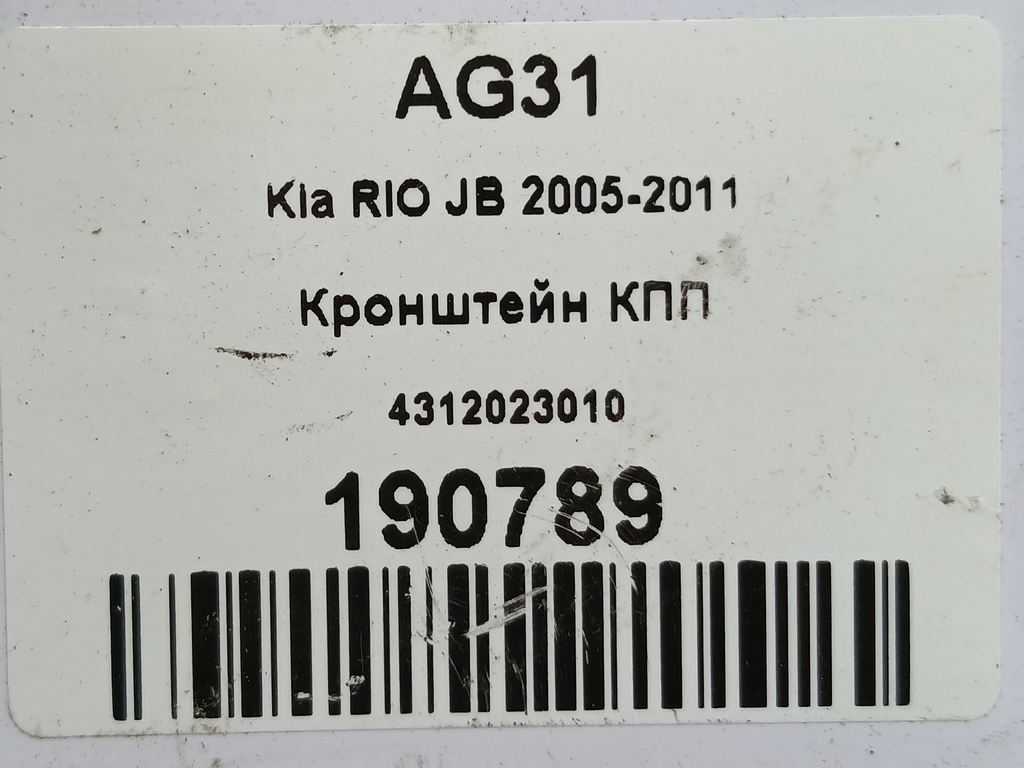 AG31
Kia RIO JB 2005-2011
Кронштейн КПП
4312023010
190789